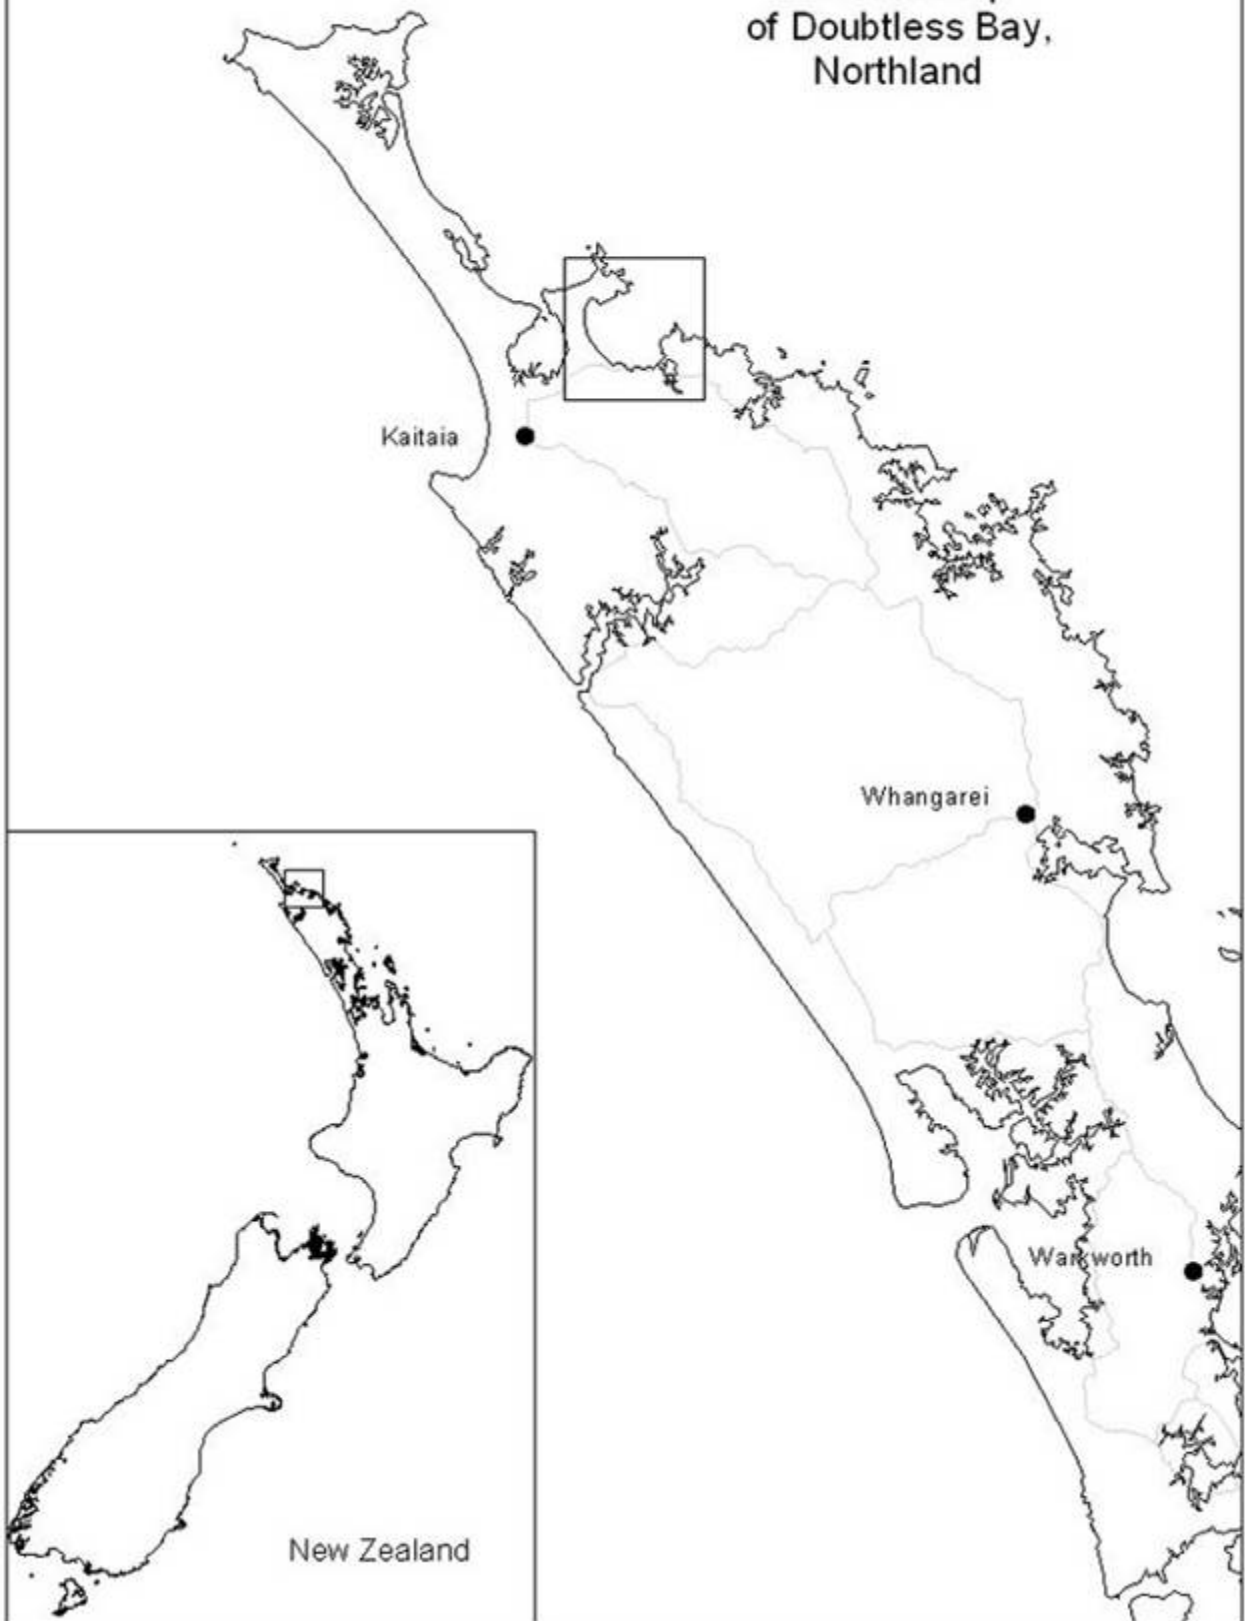 of Doubtless Bay,
Northland
Kaitaia
Whangarei
Warkworth
New Zealand